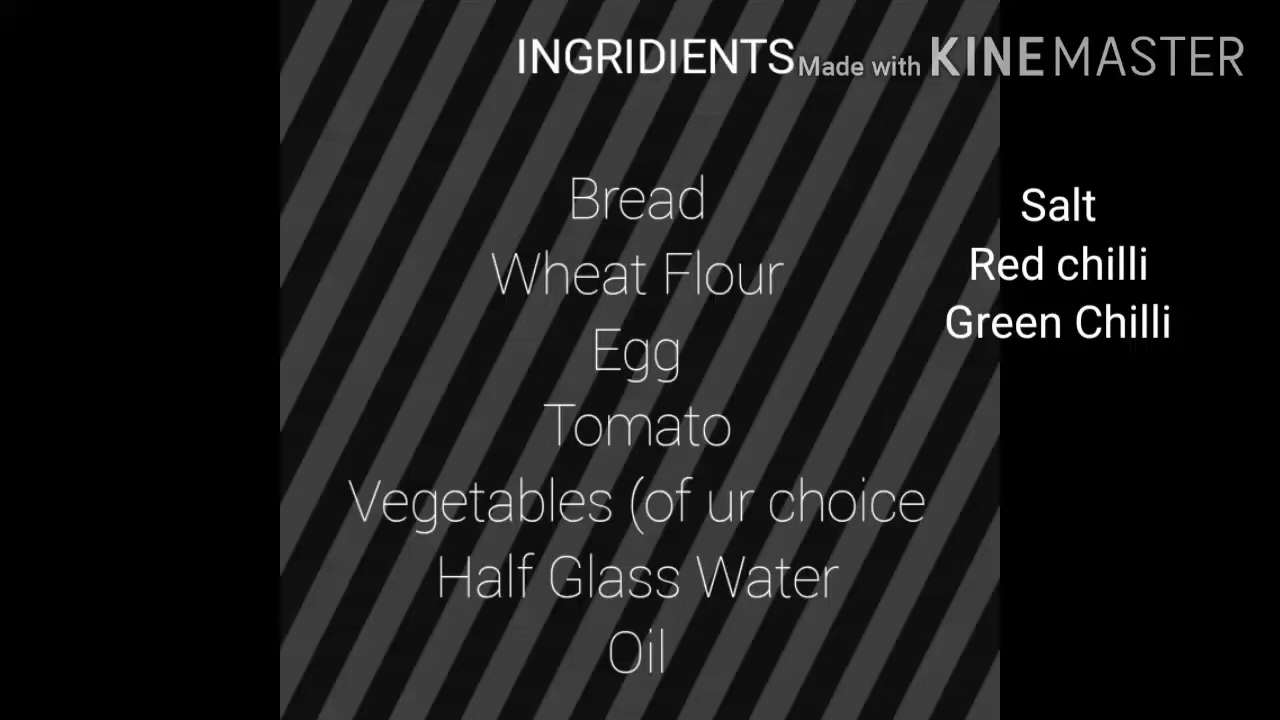 INGRIDIENTS
Made with KINEMASTER
Bread
Wheat Flour
Egg
Tomato
Vegetables (of ur choice
Half Glass Water
Oil
Salt
Red chilli
Green Chilli